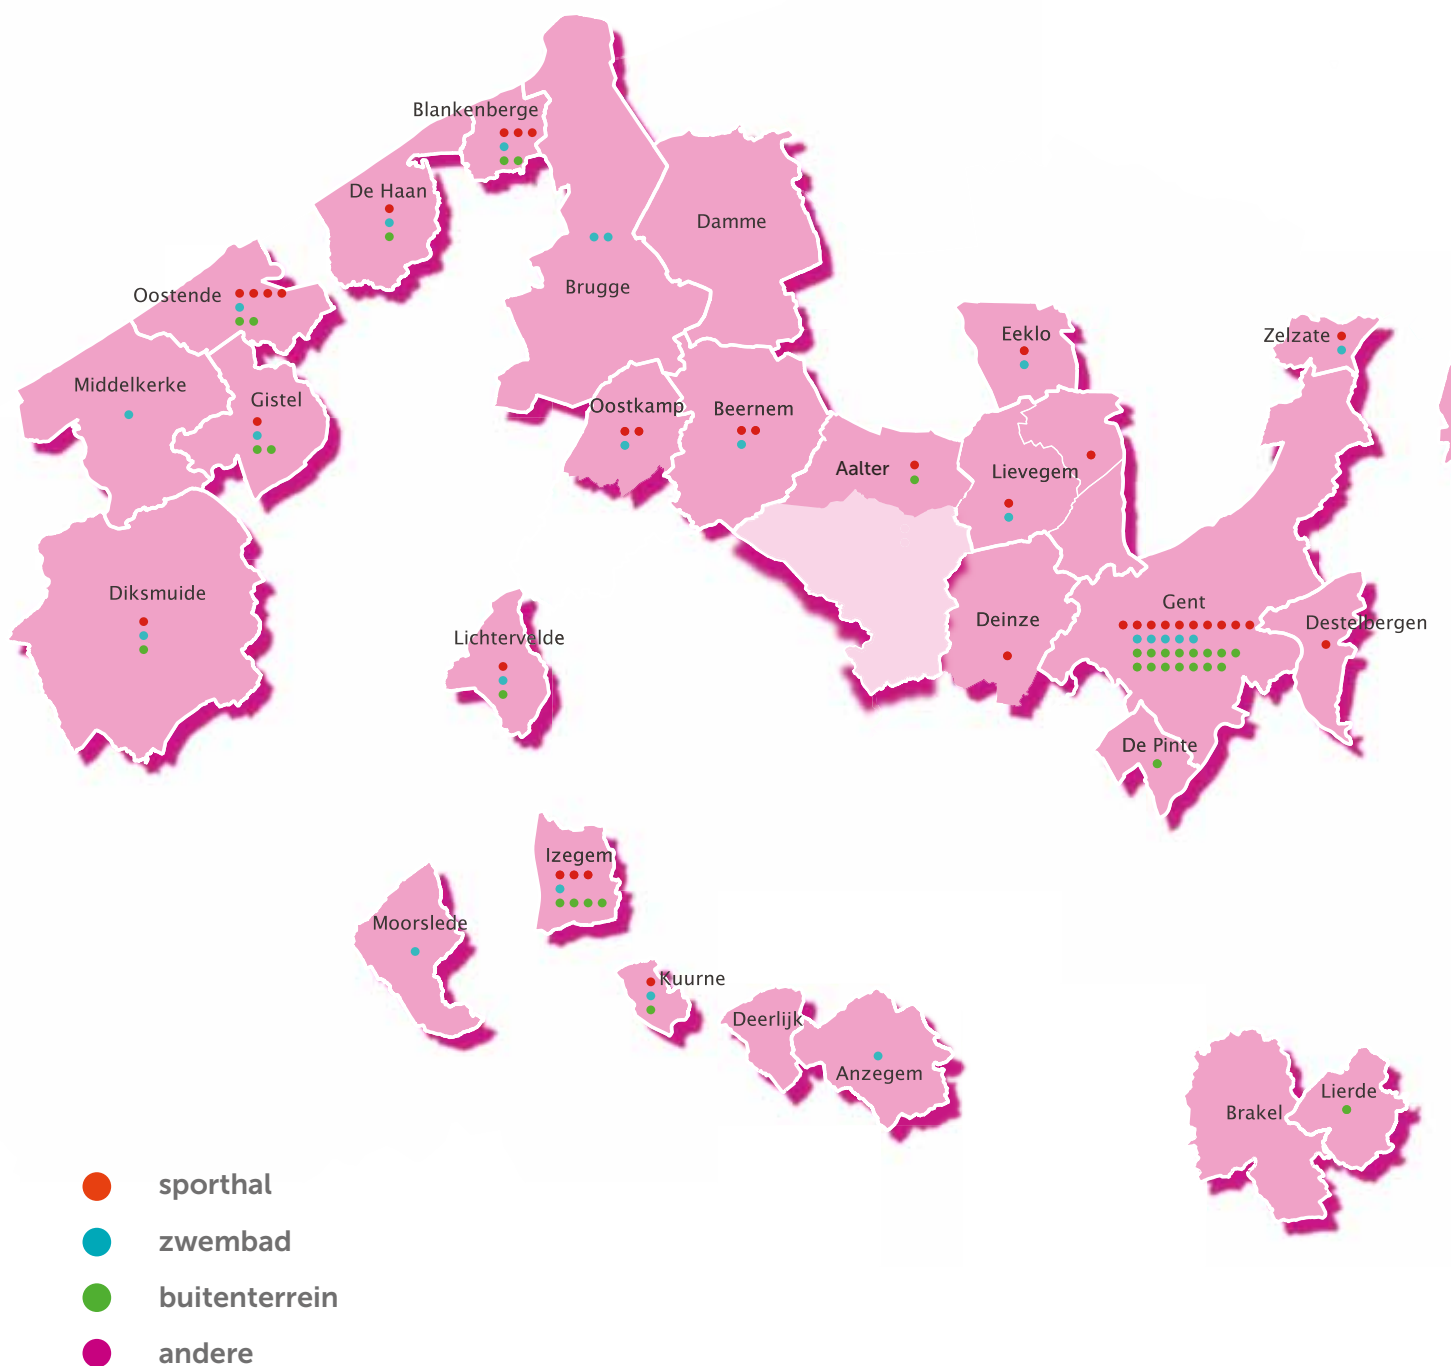 Blankenberge
De Haan
Damme
Brugge
Oostende
Eeklo
Zelzate
Middelkerke
Gistel
Oostkamp
Beernem
Aalter
Lievegem
Diksmuide
Gent
Deinze
Destelbergen
Lichtervelde
De Pinte
Izegem
Moorslede
Kuurne
Deerlijk
Anzegem
Lierde
Brakel
sporthal
zwembad
buitenterrein
andere